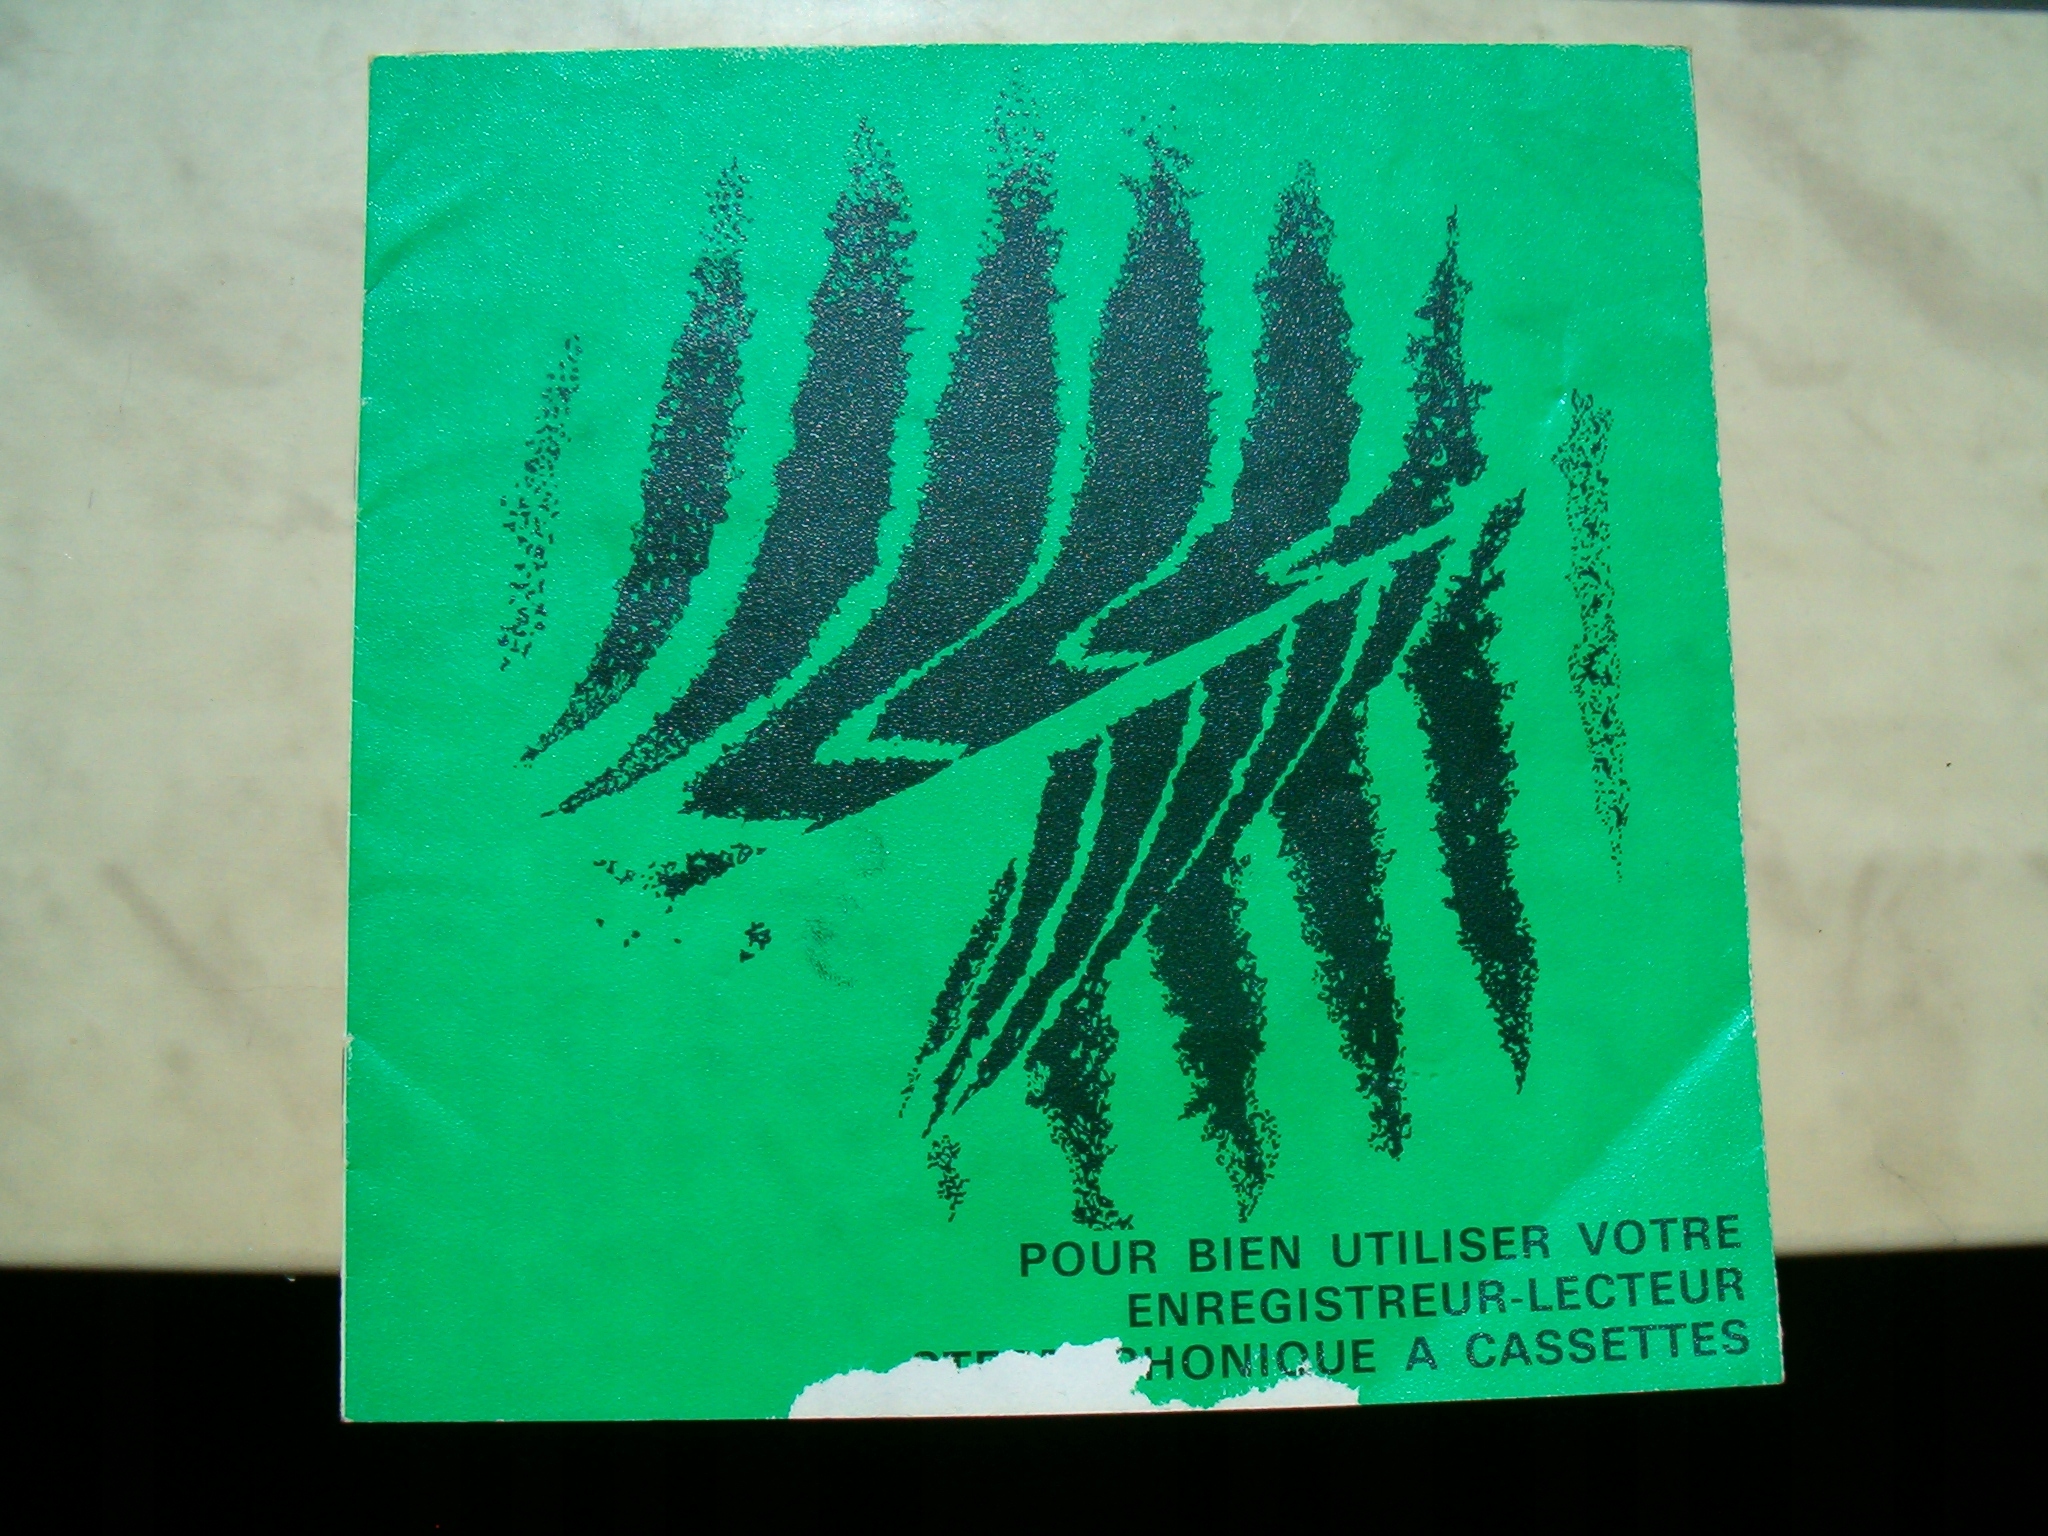 POUR BIEN UTILISER VOTRE
ENREGISTREUR-LECTEUR
A CASSETTES